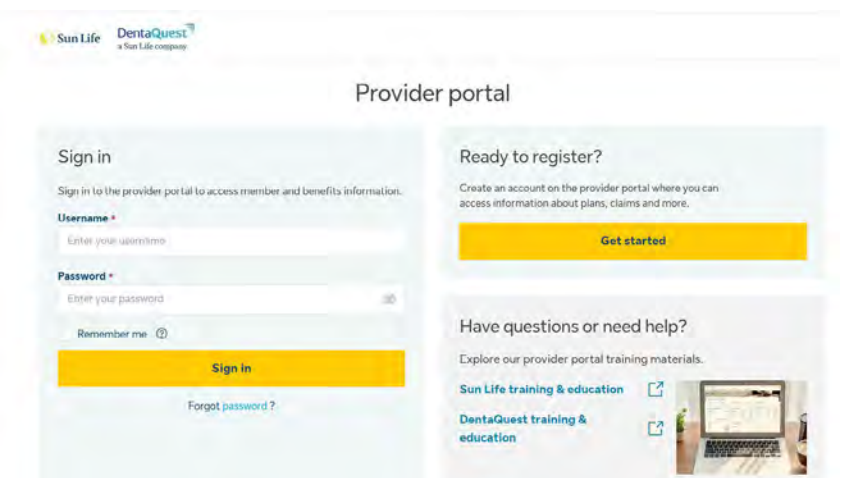 Sun Life
DentaQuest
a Sun Life company
Provider portal
Sign in
Sign in to the provider portal to access member and benefits information.
Username *
Enter your username
Password *
Enter your password
Remember me
Sign in
Forgot password ?
Ready to register?
Create an account on the provider portal where you can
access information about plans, claims and more.
Get started
Have questions or need help?
Explore our provider portal training materials.
Sun Life training & education
DentaQuest training &
education